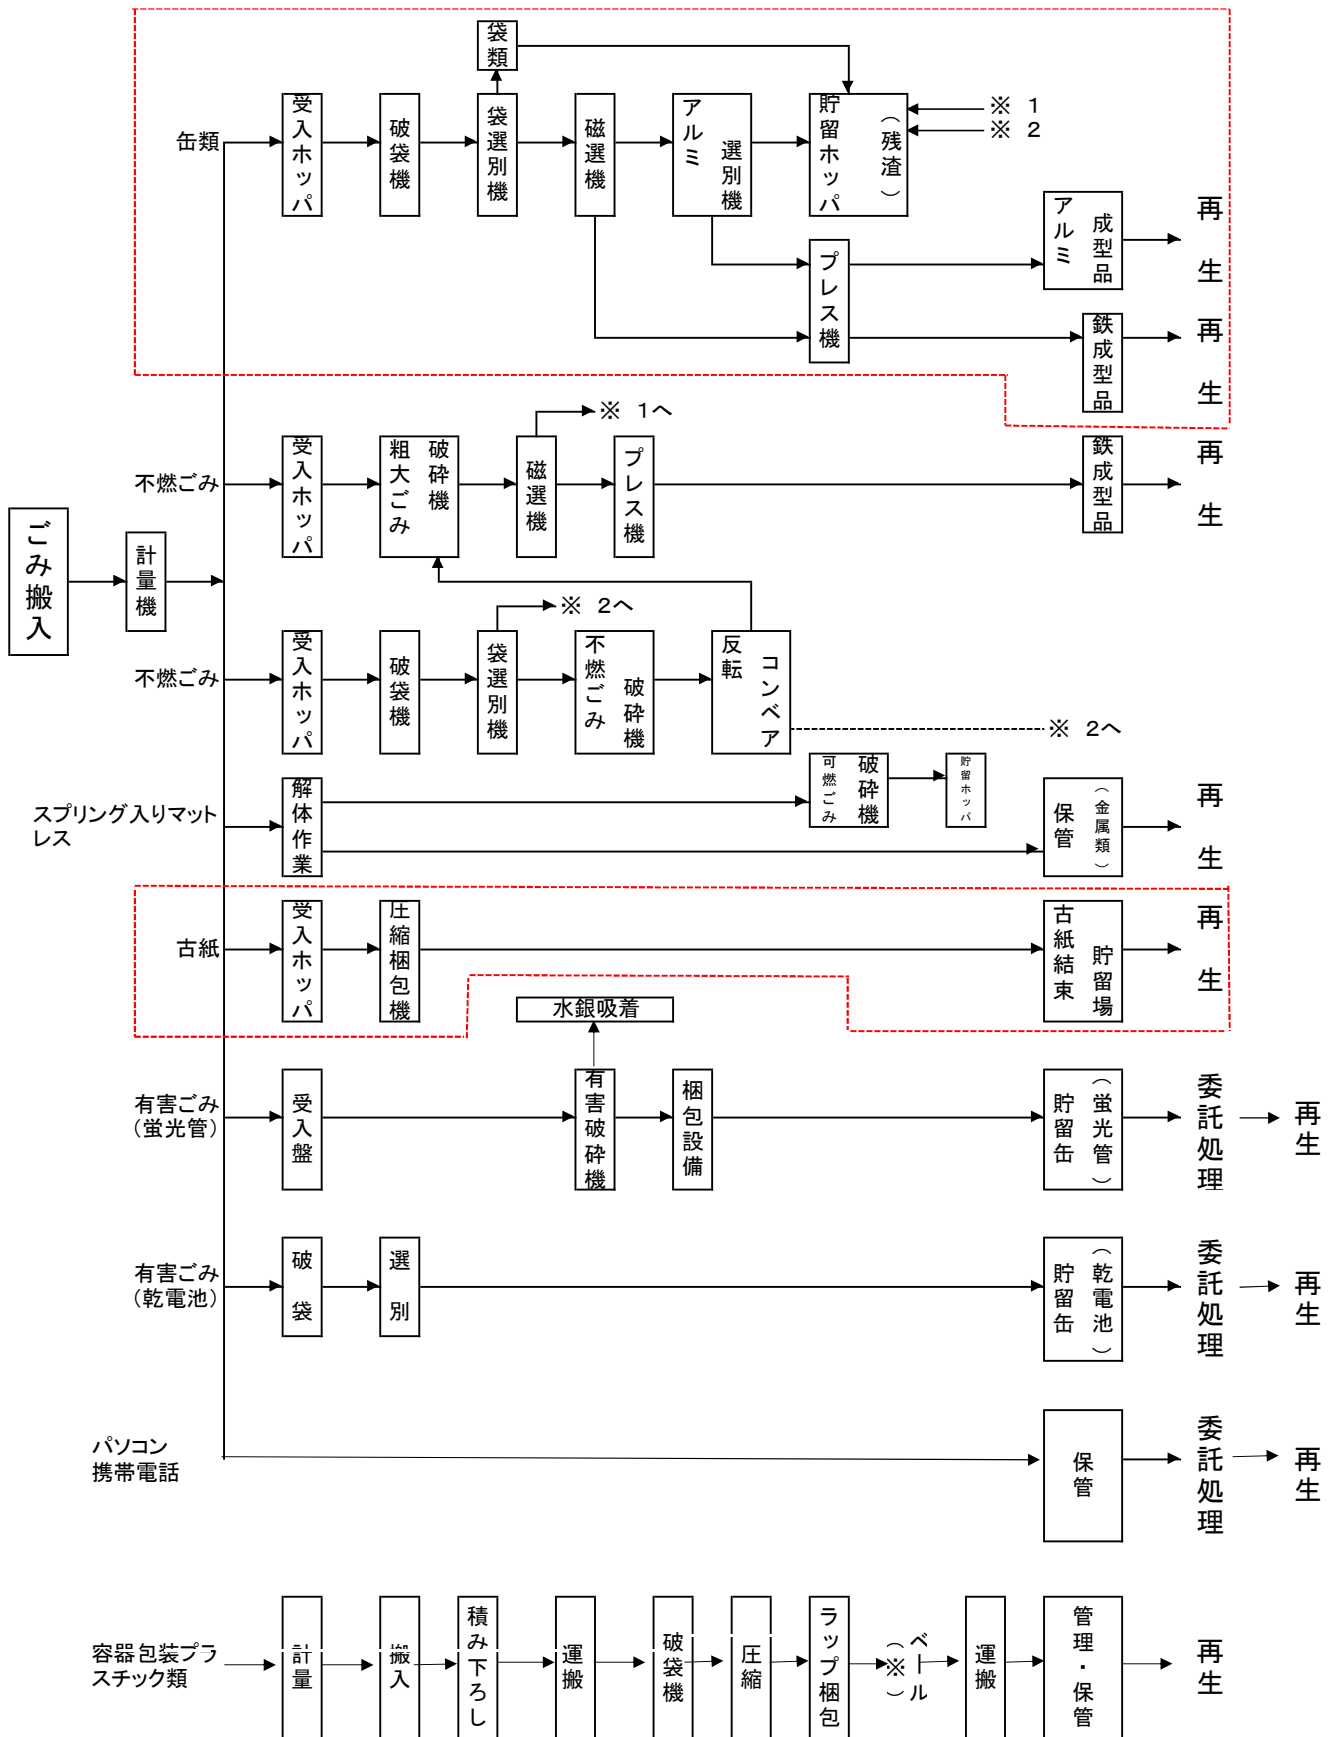 袋類
缶類
受入ホッパ
破袋機
袋選別機
磁選機
アルミ
選別機
貯留ホッパ
（残渣）
※ 1
※ 2
プレス機
アルミ
成型品
再生
鉄成型品
再生
※ 1へ
不燃ごみ
受入ホッパ
粗大ごみ
破砕機
磁選機
プレス機
鉄成型品
再生
ごみ搬入
計量機
※ 2へ
不燃ごみ
受入ホッパ
破袋機
袋選別機
不燃ごみ
破砕機
反転
コンベア
※ 2へ
スプリング入りマット
レス
解体作業
可燃ごみ
破砕機
貯留ホッパ
保管
（金属類）
再生
古紙
受入ホッパ
圧縮梱包機
古紙結束
貯留場
再生
水銀吸着
有害ごみ
（蛍光管）
受入盤
有害破砕機
梱包設備
貯留缶
（蛍光管）
委託処理
再生
有害ごみ
（乾電池）
破袋
選別
貯留缶
（乾電池）
委託処理
再生
パソコン
携帯電話
保管
委託処理
再生
容器包装プラ
スチック類
計量
搬入
積み下ろし
運搬
破袋機
圧縮
ラップ梱包
ベール
（※）
運搬
管理・保管
再生